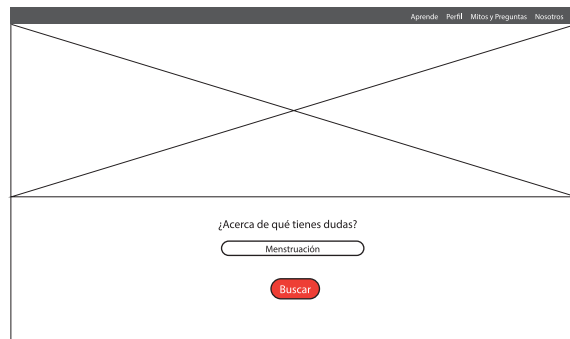 Aprende Perfil Mitos y Preguntas Nosotros
¿Acerca de qué tienes dudas?
Menstruación
Buscar